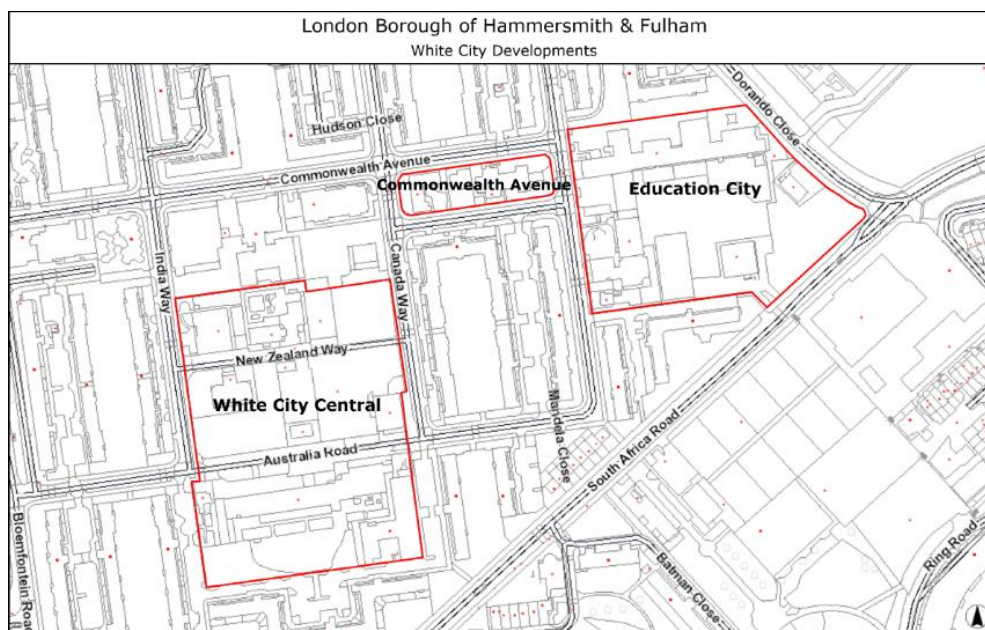 London Borough of Hammersmith & Fulham
White City Developments
Dorando Close
Hudson Close
Commonwealth Avenue
Commonwealth Avenue
Education City
India Way
Canada Way
New Zealand Way
White City Central
Mandela Close
Australia Road
South Africa Road
Bloemfontein Road
Batman Close
Ring Road